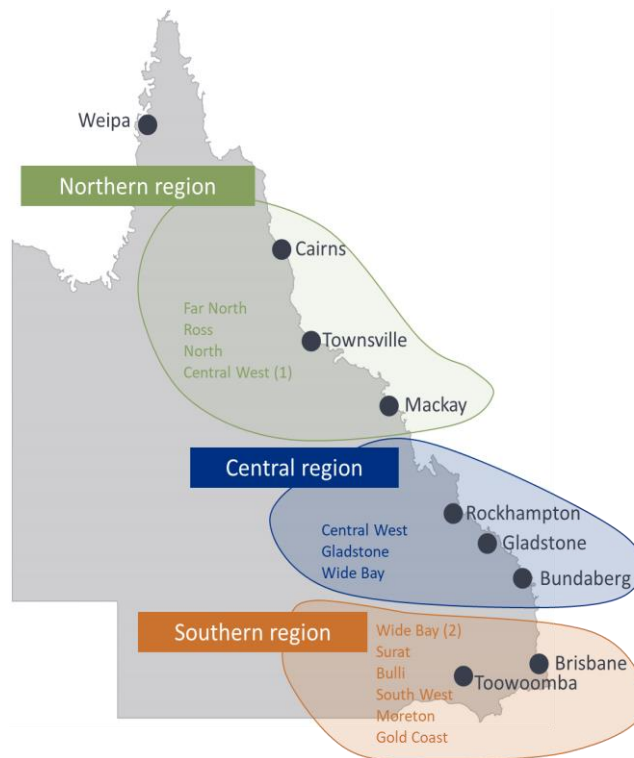 Weipa
Northern region
Cairns
Far North
Ross
North
Central West (1)
Townsville
Mackay
Central region
Rockhampton
Central West
Gladstone
Wide Bay
Gladstone
Bundaberg
Southern region
Wide Bay (2)
Surat
Bulli
South West
Moreton
Gold Coast
Brisbane
Toowoomba